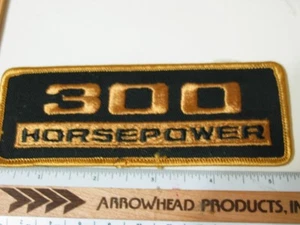 300
HORSEPOWER
ARROWHEAD PRODUCTS, IN